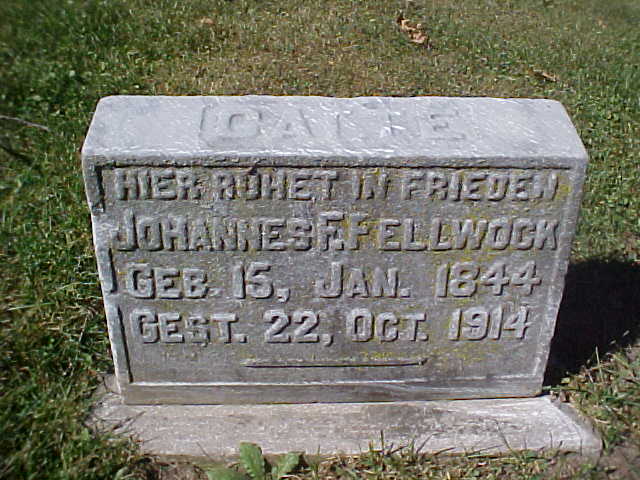 GATTE
HIER RUHET IN FRIEDEN
JOHANNES F. FELLWOCK
GEB. 15, JAN. 1844
GEST. 22, OCT. 1914